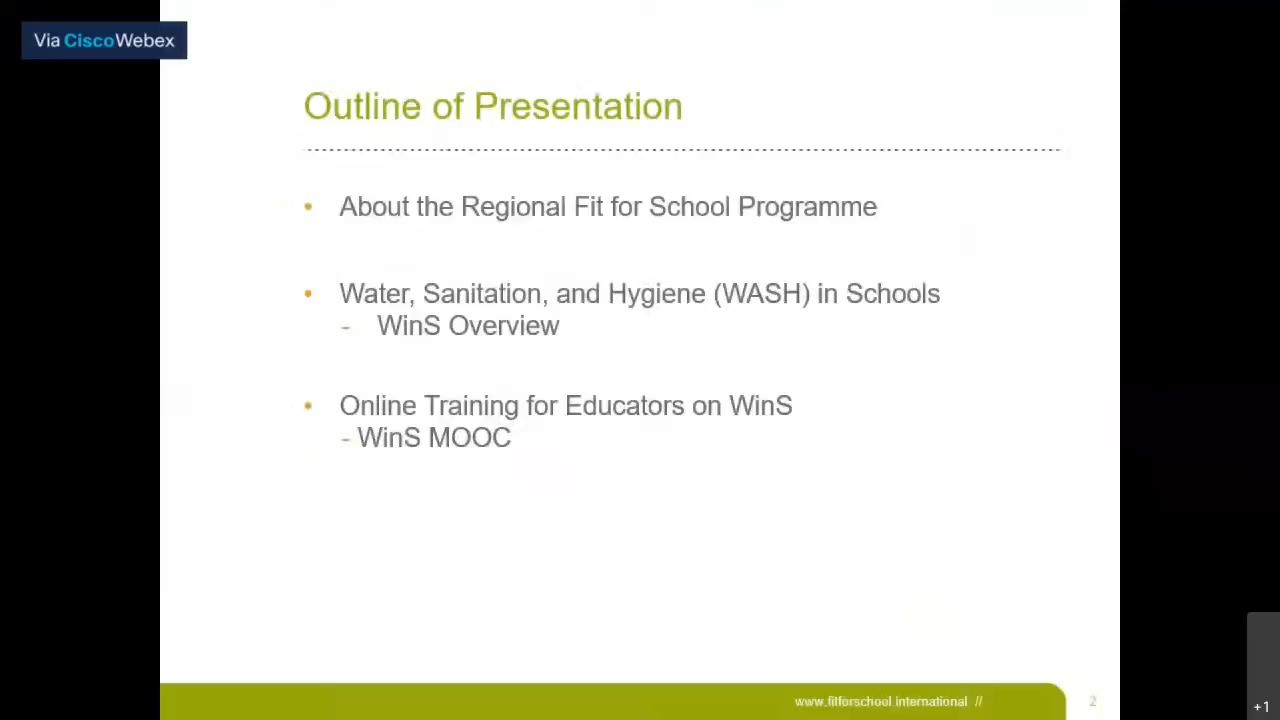 Via CiscoWebex
Outline of Presentation
• About the Regional Fit for School Programme
• Water, Sanitation, and Hygiene (WASH) in Schools
- WinS Overview
• Online Training for Educators on WinS
- WinS MOOC
www.fitforschool.international //
2
+1